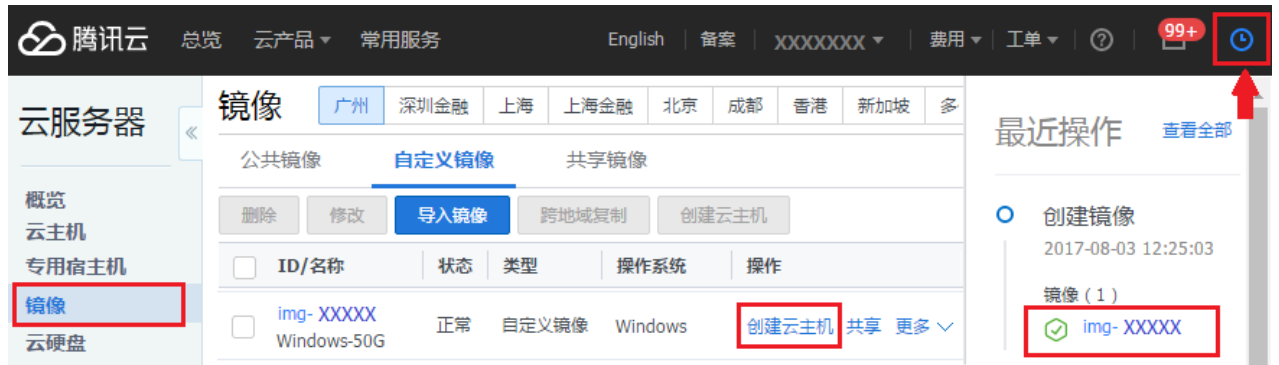 腾讯云 总览 云产品 常用服务 English 备案 XXXXXXX 费用 工单 ? 99+
云服务器
«
概览
云主机
专用宿主机
镜像
云硬盘
镜像 广州 深圳金融 上海 上海金融 北京 成都 香港 新加坡 多
公共镜像 自定义镜像 共享镜像
删除 修改 导入镜像 跨地域复制 创建云主机
ID/名称 状态 类型 操作系统 操作
img- XXXXX 正常 自定义镜像 Windows 创建云主机 共享 更多
Windows-50G
最近操作 查看全部
创建镜像
2017-08-03 12:25:03
镜像 ( 1 )
img- XXXXX